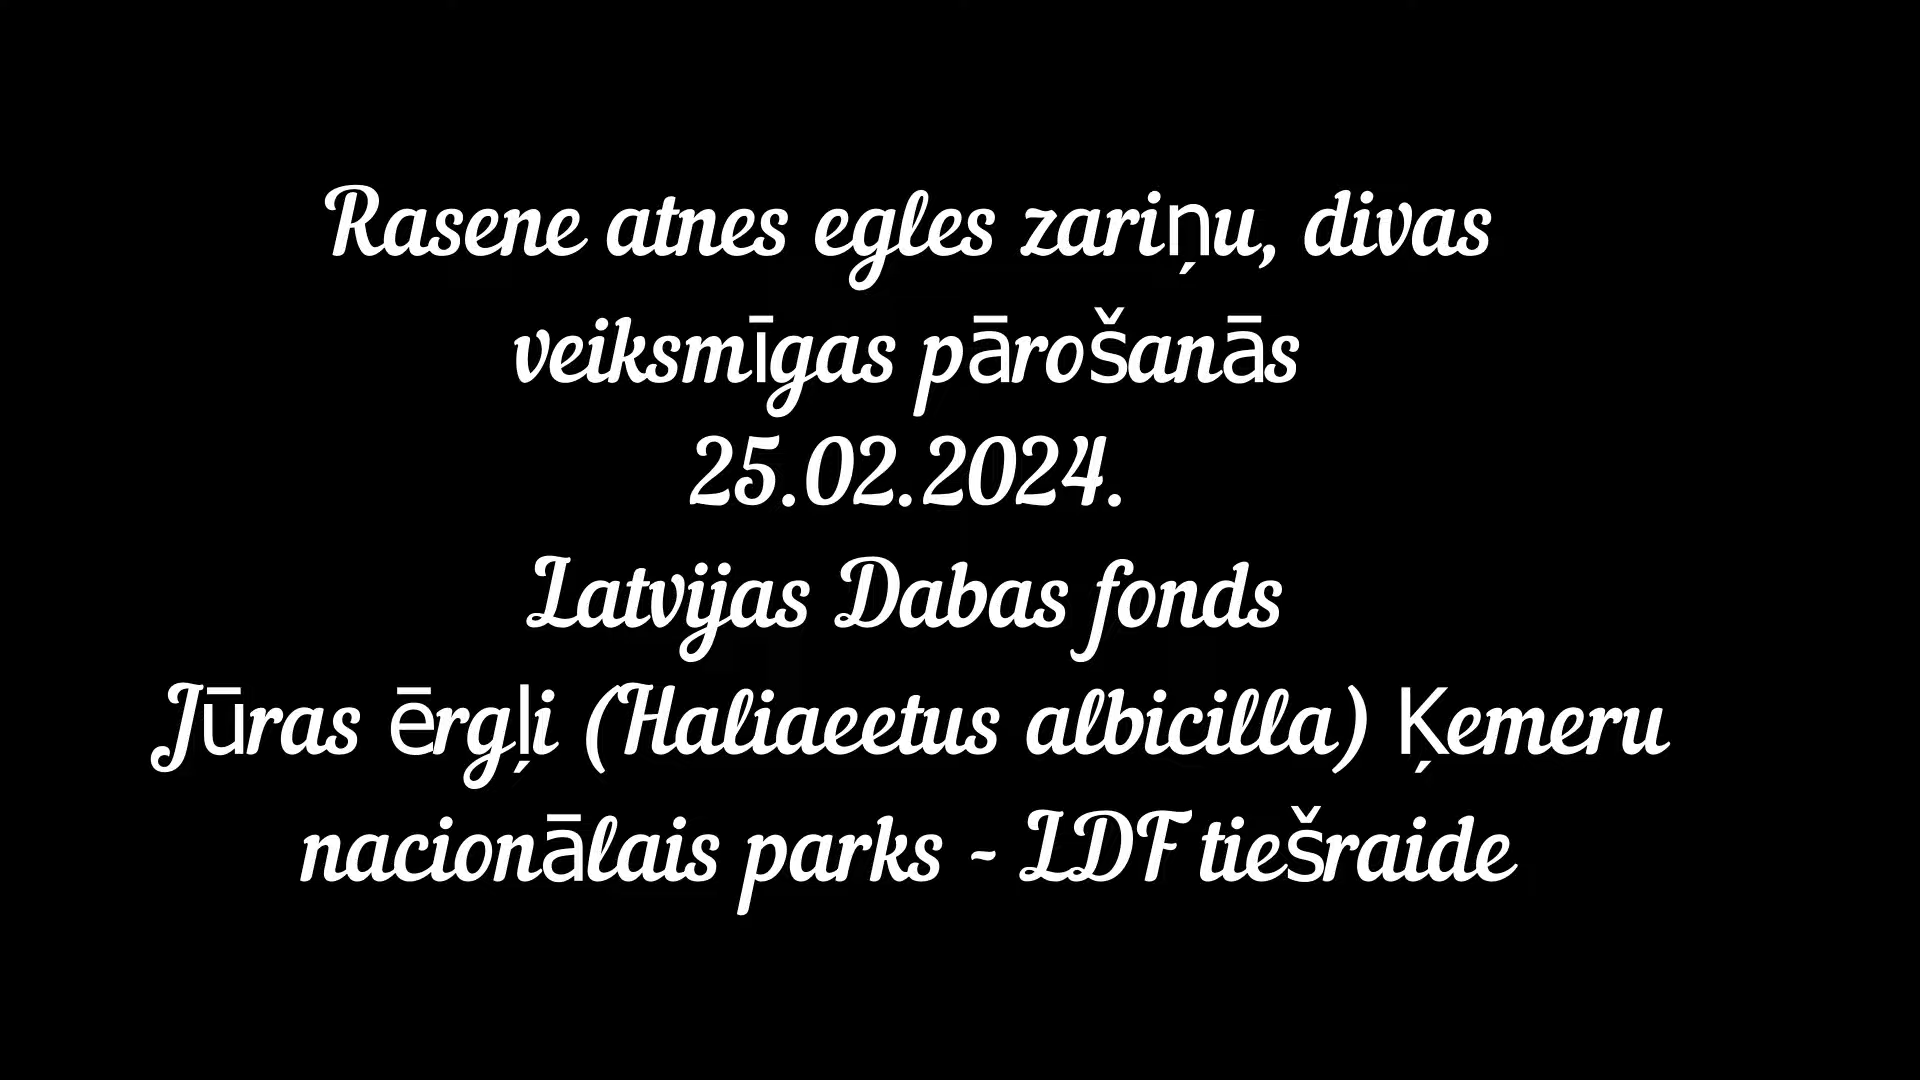 Rasene atnes egles zariņu, divas
veiksmīgas pārošanās
25.02.2024.
Latvijas Dabas fonds
Jūras ērgļi (Haliaeetus albicilla) Ķemeru
nacionālais parks - LDF tiešraide